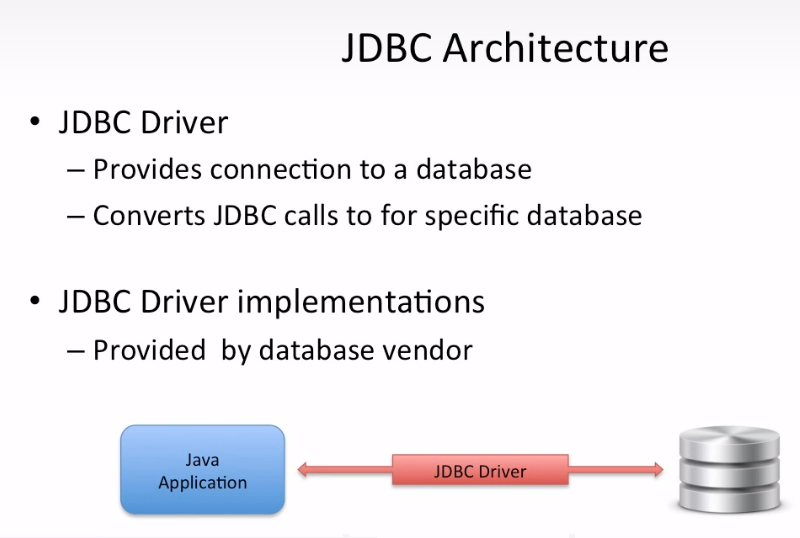 JDBC Architecture
• JDBC Driver
– Provides connection to a database
– Converts JDBC calls to for specific database
• JDBC Driver implementations
– Provided  by database vendor
Java
Application
JDBC Driver